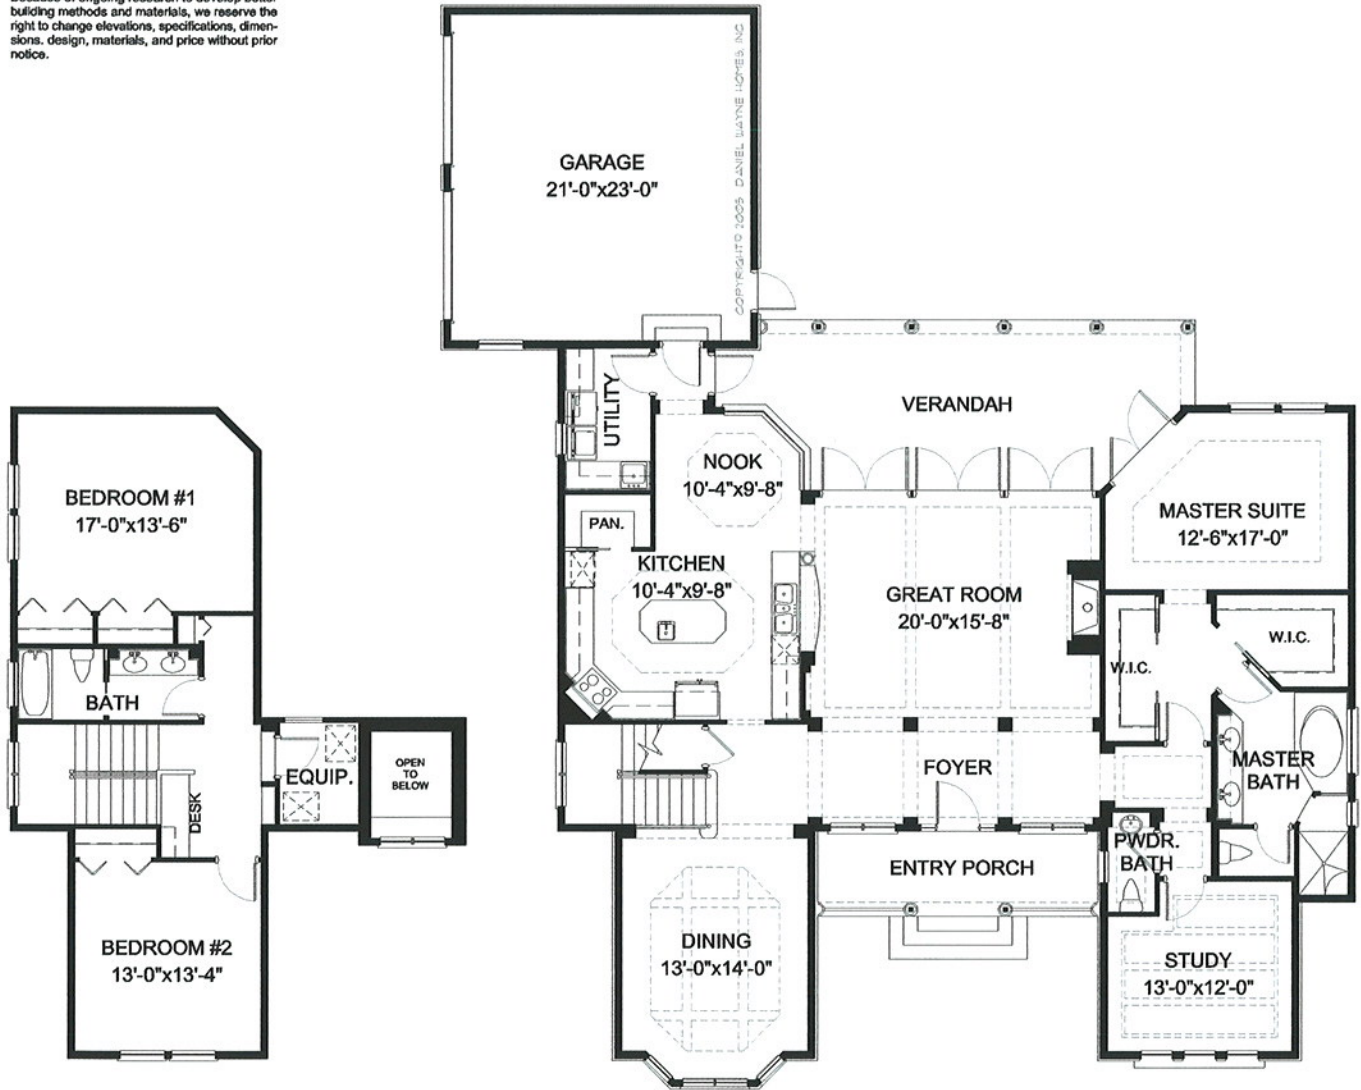 building methods and materials, we reserve the
right to change elevations, specifications, dimen-
sions. design, materials, and price without prior
notice.
GARAGE
21'-0"x23'-0"
COPYRIGHT© 2005 DANIEL WAYNE HOMES, INC.
VERANDAH
UTILITY
NOOK
10'-4"x9'-8"
PAN.
KITCHEN
10'-4"x9'-8"
GREAT ROOM
20'-0"x15'-8"
MASTER SUITE
12'-6"x17'-0"
W.I.C.
W.I.C.
MASTER
BATH
FOYER
PWDR.
BATH
ENTRY PORCH
DINING
13'-0"x14'-0"
STUDY
13'-0"x12'-0"
BEDROOM #1
17'-0"x13'-6"
BATH
EQUIP.
OPEN
TO
BELOW
DESK
BEDROOM #2
13'-0"x13'-4"